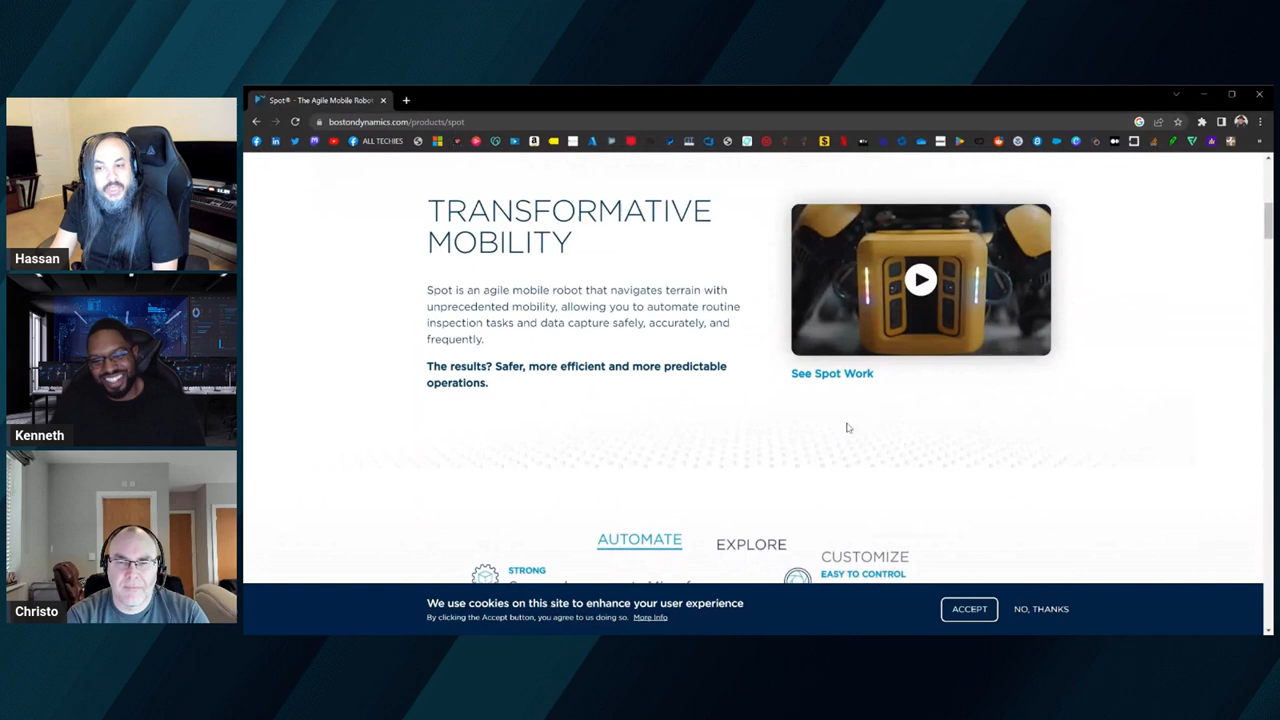 Spot® - The Agile Mobile Robot
bostondynamics.com/products/spot
ALL TECHIES
TRANSFORMATIVE
MOBILITY
Spot is an agile mobile robot that navigates terrain with
unprecedented mobility, allowing you to automate routine
inspection tasks and data capture safely, accurately, and
frequently.
The results? Safer, more efficient and more predictable
operations.
See Spot Work
AUTOMATE
EXPLORE
CUSTOMIZE
STRONG
EASY TO CONTROL
We use cookies on this site to enhance your user experience
By clicking the Accept button, you agree to us doing so. More info
ACCEPT
NO, THANKS
Hassan
Kenneth
Christo